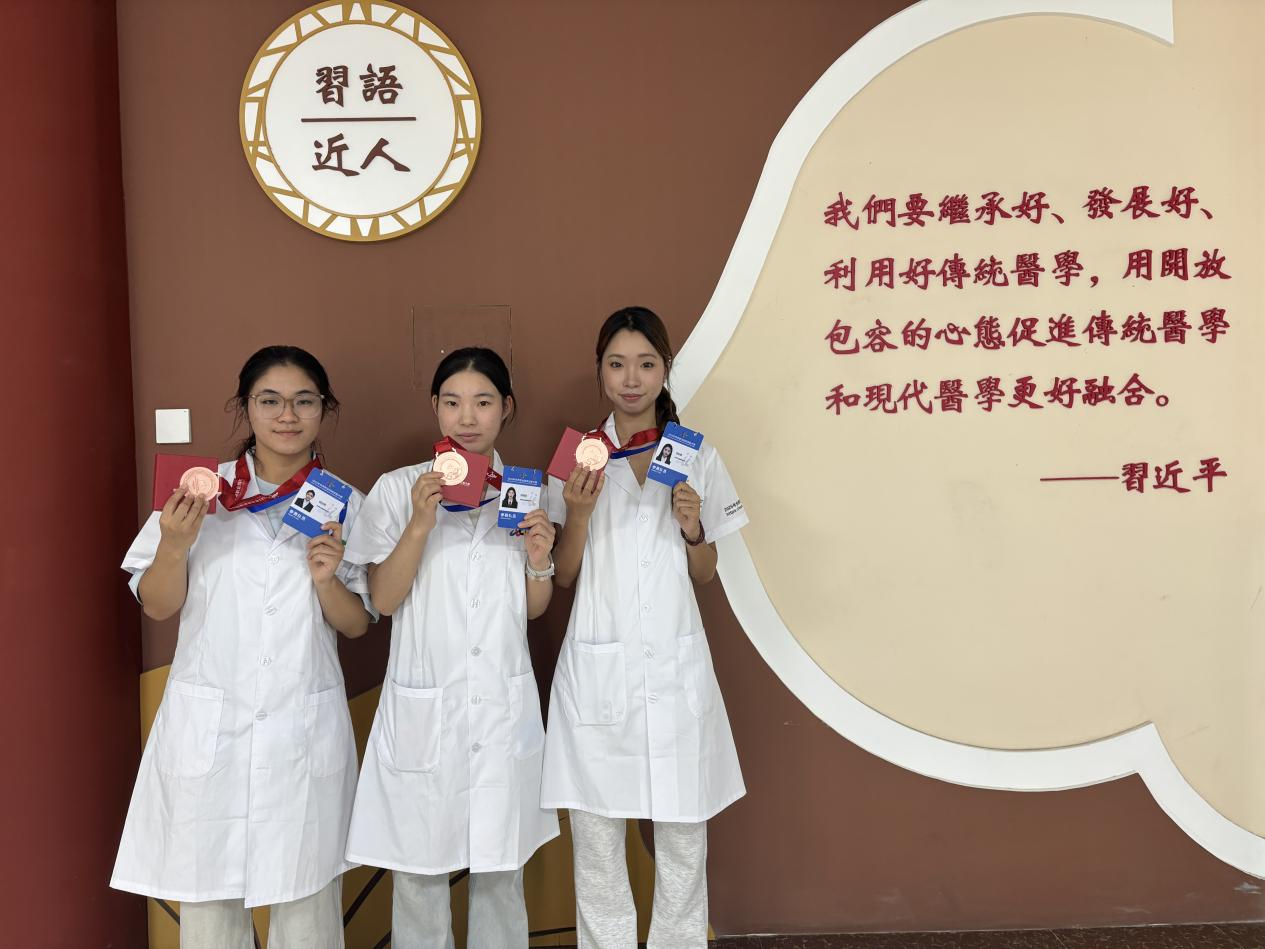 習語
近人
我們要繼承好、發展好、
利用好傳統醫學，用開放
包容的心態促進傳統醫學
和現代醫學更好融合。
——習近平